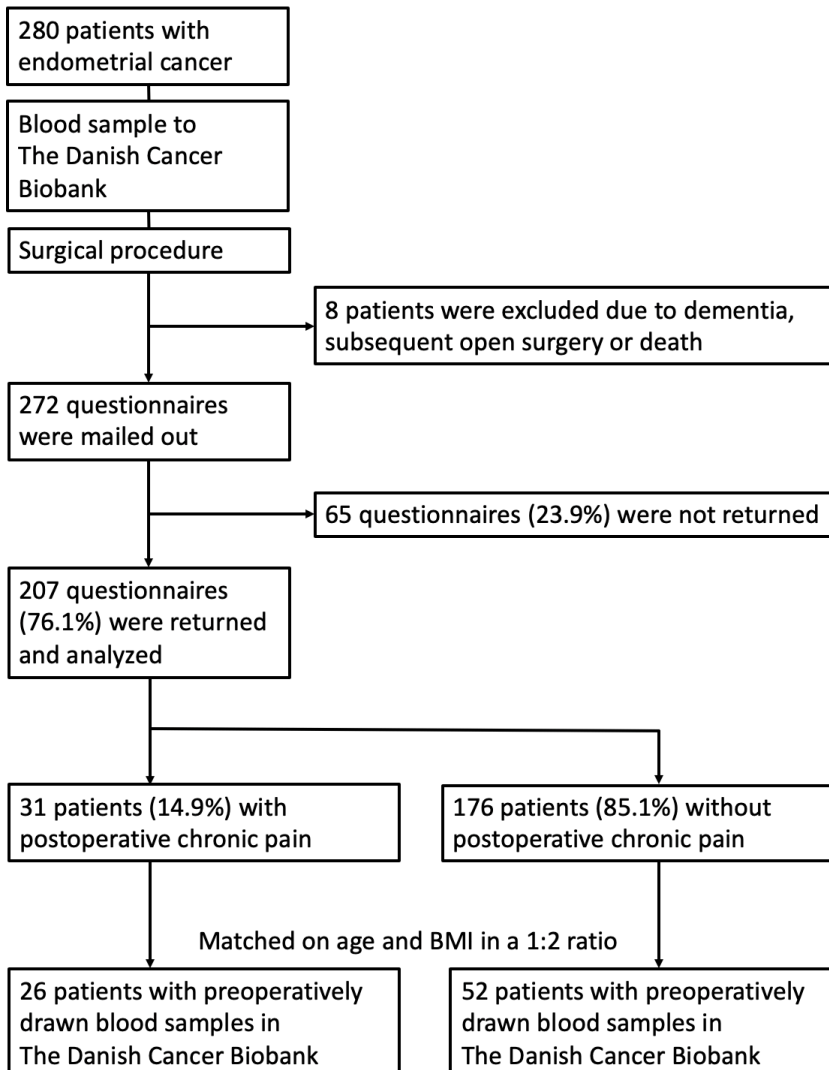 280 patients with
endometrial cancer
Blood sample to
The Danish Cancer
Biobank
Surgical procedure
8 patients were excluded due to dementia,
subsequent open surgery or death
272 questionnaires
were mailed out
65 questionnaires (23.9%) were not returned
207 questionnaires
(76.1%) were returned
and analyzed
31 patients (14.9%) with
postoperative chronic pain
176 patients (85.1%) without
postoperative chronic pain
Matched on age and BMI in a 1:2 ratio
26 patients with preoperatively
drawn blood samples in
The Danish Cancer Biobank
52 patients with preoperatively
drawn blood samples in
The Danish Cancer Biobank